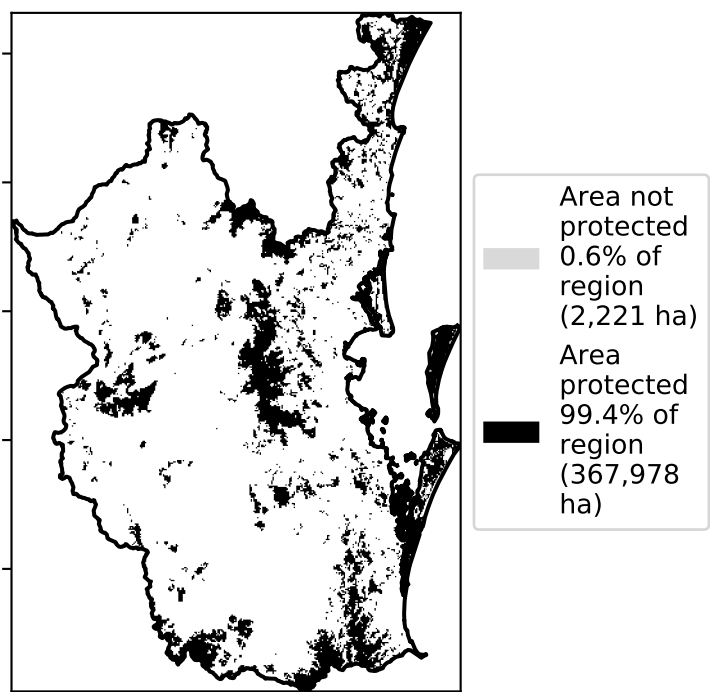 Area not
protected
0.6% of
region
(2,221 ha)
Area
protected
99.4% of
region
(367,978
ha)